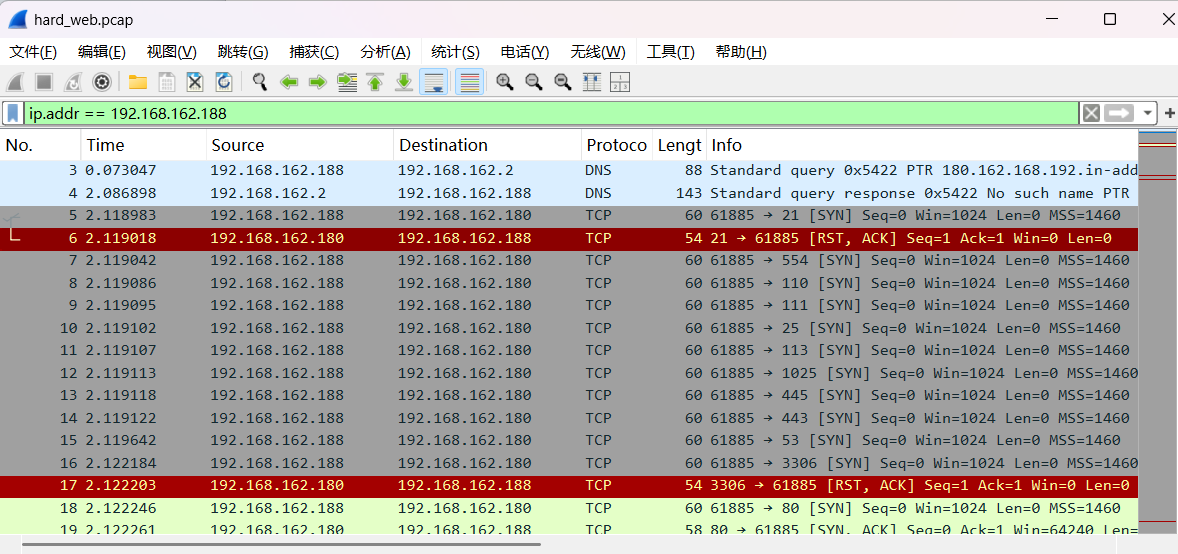 hard_web.pcap
文件(F) 编辑(E) 视图(V) 跳转(G) 捕获(C) 分析(A) 统计(S) 电话(Y) 无线(W) 工具(T) 帮助(H)
ip.addr == 192.168.162.188
No. Time Source Destination Protoco Lengt Info
3 0.073047 192.168.162.188 192.168.162.2 DNS 88 Standard query 0x5422 PTR 180.162.168.192.in-add
4 2.086898 192.168.162.2 192.168.162.188 DNS 143 Standard query response 0x5422 No such name PTR
5 2.118983 192.168.162.188 192.168.162.180 TCP 60 61885 → 21 [SYN] Seq=0 Win=1024 Len=0 MSS=1460
6 2.119018 192.168.162.180 192.168.162.188 TCP 54 21 → 61885 [RST, ACK] Seq=1 Ack=1 Win=0 Len=0
7 2.119042 192.168.162.188 192.168.162.180 TCP 60 61885 → 554 [SYN] Seq=0 Win=1024 Len=0 MSS=1460
8 2.119086 192.168.162.188 192.168.162.180 TCP 60 61885 → 110 [SYN] Seq=0 Win=1024 Len=0 MSS=1460
9 2.119095 192.168.162.188 192.168.162.180 TCP 60 61885 → 111 [SYN] Seq=0 Win=1024 Len=0 MSS=1460
10 2.119102 192.168.162.188 192.168.162.180 TCP 60 61885 → 25 [SYN] Seq=0 Win=1024 Len=0 MSS=1460
11 2.119107 192.168.162.188 192.168.162.180 TCP 60 61885 → 113 [SYN] Seq=0 Win=1024 Len=0 MSS=1460
12 2.119113 192.168.162.188 192.168.162.180 TCP 60 61885 → 1025 [SYN] Seq=0 Win=1024 Len=0 MSS=1460
13 2.119118 192.168.162.188 192.168.162.180 TCP 60 61885 → 445 [SYN] Seq=0 Win=1024 Len=0 MSS=1460
14 2.119122 192.168.162.188 192.168.162.180 TCP 60 61885 → 443 [SYN] Seq=0 Win=1024 Len=0 MSS=1460
15 2.119642 192.168.162.188 192.168.162.180 TCP 60 61885 → 53 [SYN] Seq=0 Win=1024 Len=0 MSS=1460
16 2.122184 192.168.162.188 192.168.162.180 TCP 60 61885 → 3306 [SYN] Seq=0 Win=1024 Len=0 MSS=1460
17 2.122203 192.168.162.180 192.168.162.188 TCP 54 3306 → 61885 [RST, ACK] Seq=1 Ack=1 Win=0 Len=0
18 2.122246 192.168.162.188 192.168.162.180 TCP 60 61885 → 80 [SYN] Seq=0 Win=1024 Len=0 MSS=1460
19 2.122261 192.168.162.180 192.168.162.188 TCP 58 80 → 61885 [SYN, ACK] Seq=0 Ack=1 Win=64240 Len=